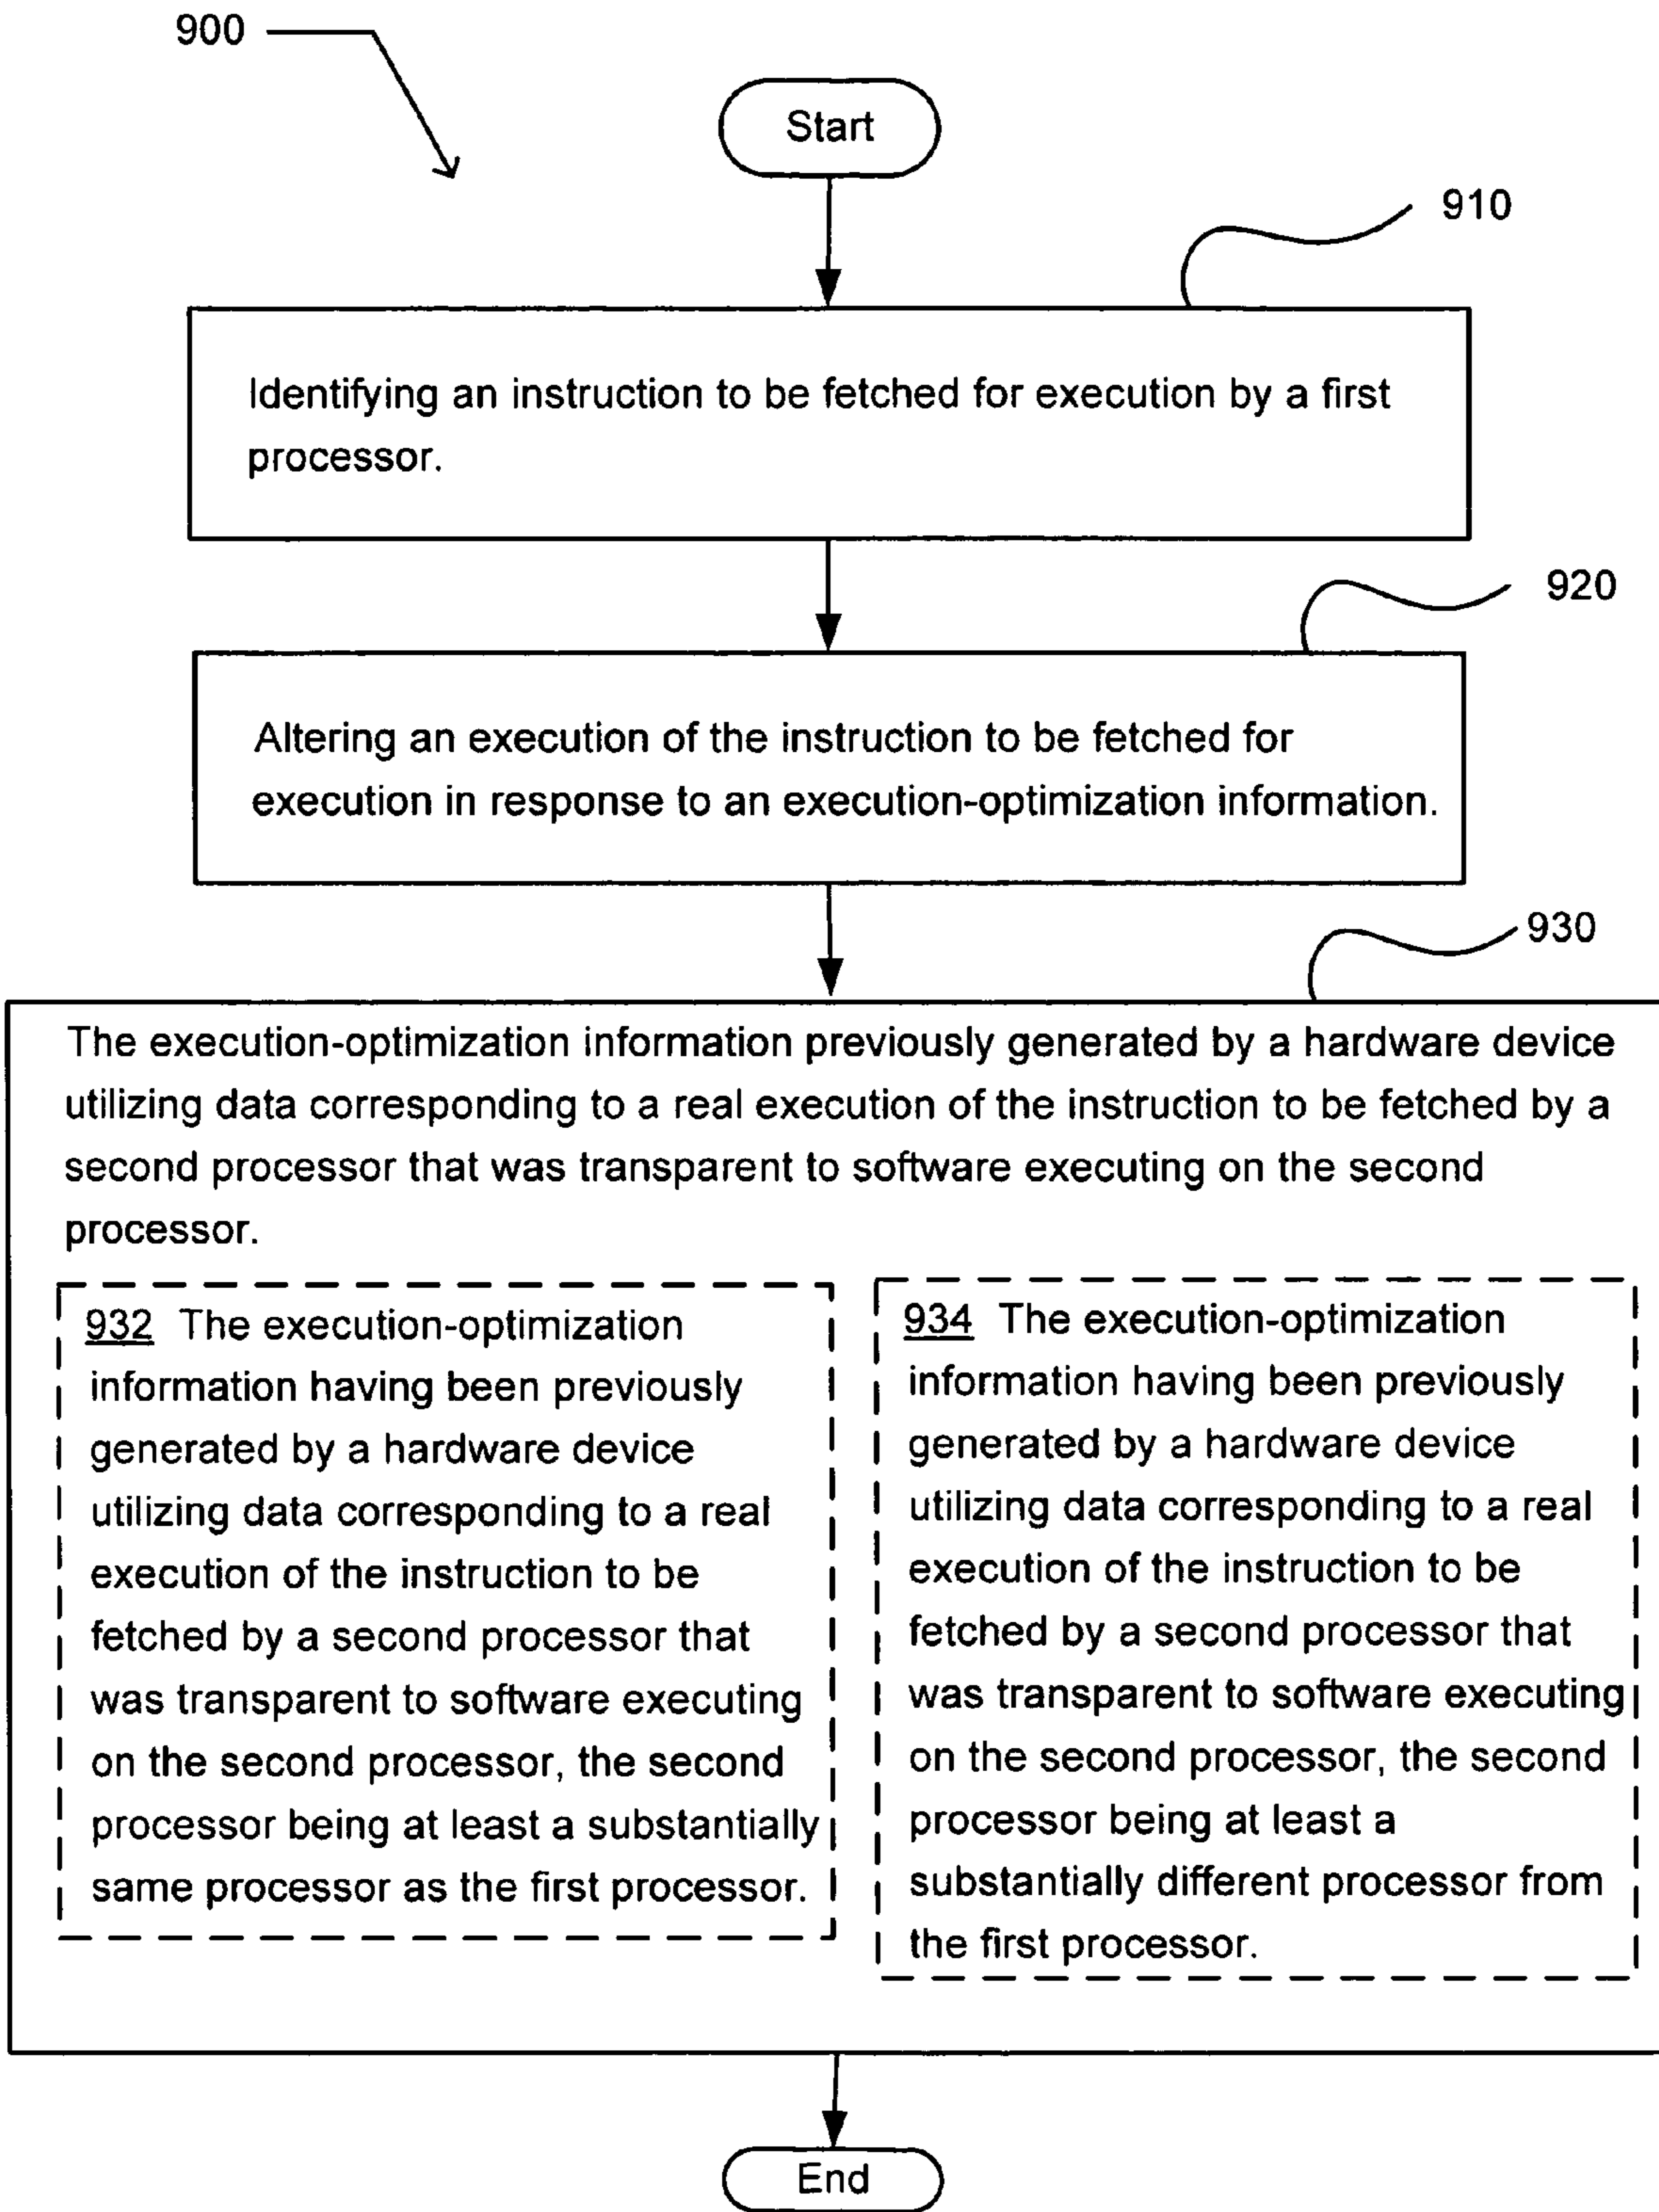 900
Start
910
Identifying an instruction to be fetched for execution by a first
processor.
920
Altering an execution of the instruction to be fetched for
execution in response to an execution-optimization information.
930
The execution-optimization information previously generated by a hardware device
utilizing data corresponding to a real execution of the instruction to be fetched by a
second processor that was transparent to software executing on the second
processor.
932 The execution-optimization
information having been previously
generated by a hardware device
utilizing data corresponding to a real
execution of the instruction to be
fetched by a second processor that
was transparent to software executing
on the second processor, the second
processor being at least a substantially
same processor as the first processor.
934 The execution-optimization
information having been previously
generated by a hardware device
utilizing data corresponding to a real
execution of the instruction to be
fetched by a second processor that
was transparent to software executing
on the second processor, the second
processor being at least a
substantially different processor from
the first processor.
End